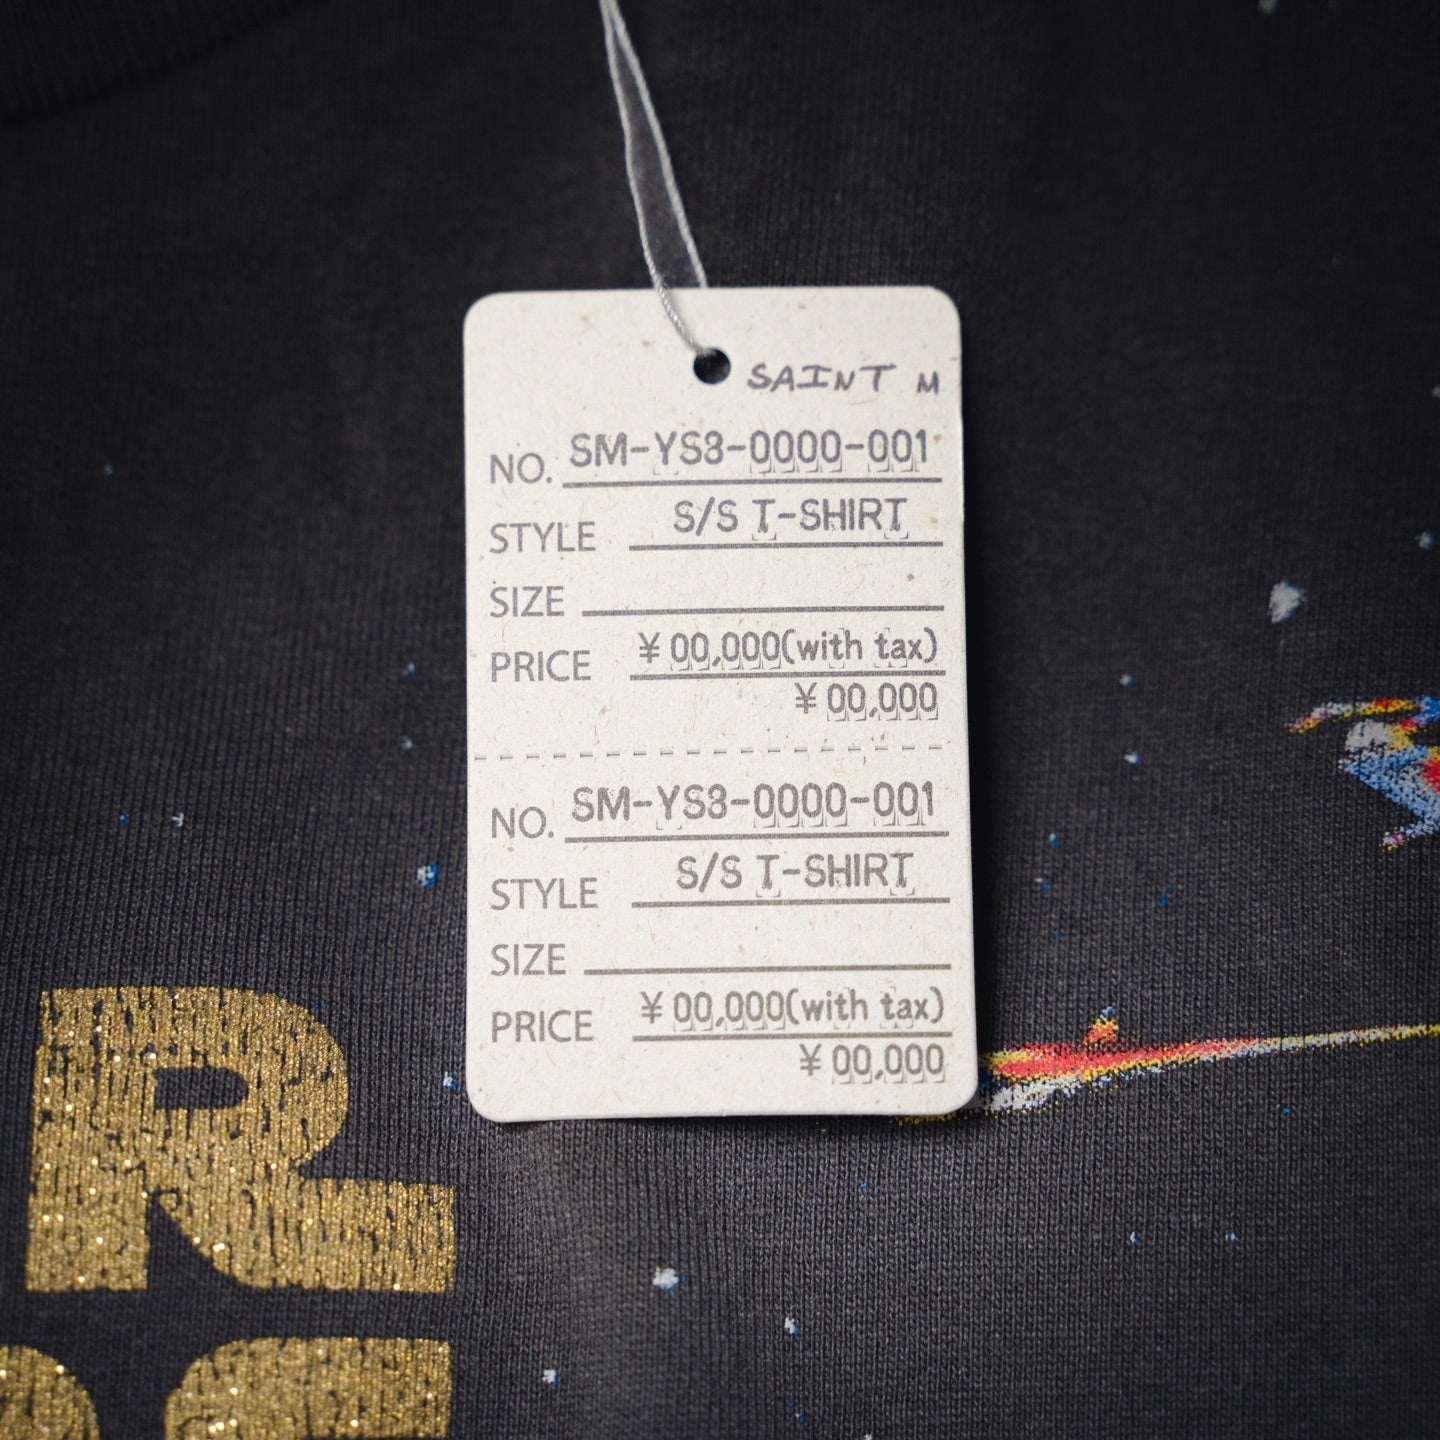 SAINT M
NO. SM-YS3-0000-001
STYLE S/S T-SHIRT
SIZE
PRICE ¥00,000(with tax)
¥00,000
NO. SM-YS3-0000-001
STYLE S/S T-SHIRT
SIZE
PRICE ¥00,000(with tax)
¥00,000
R